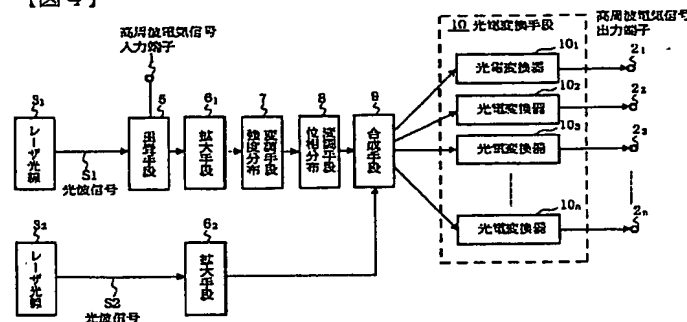 【図4】
高周波電気信号
入力端子
10 光電変換手段
高周波電気信号
出力端子
3₁
レーザ光源
S1
光波信号
5
6₁
拡大手段
7
強度分布
変調手段
8
位相分布
変調手段
9
合成手段
10₁
光電変換器
2₁
10₂
光電変換器
2₂
10₃
光電変換器
2₃
10ₙ
光電変換器
2ₙ
3₂
レーザ光源
S2
光波信号
6₂
拡大手段